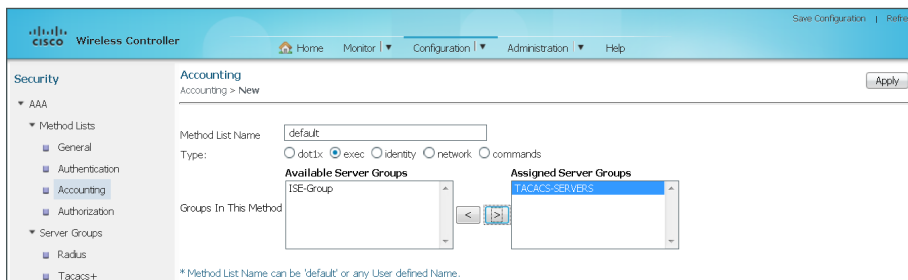 Save Configuration | Refre
CISCO Wireless Controller
Home Monitor Configuration Administration Help
Security
AAA
Method Lists
General
Authentication
Accounting
Authorization
Server Groups
Radius
Tacacs+
Accounting
Accounting > New
Apply
Method List Name default
Type: dot1x exec identity network commands
Available Server Groups Assigned Server Groups
ISE-Group TACACS-SERVERS
Groups In This Method < >
* Method List Name can be 'default' or any User defined Name.